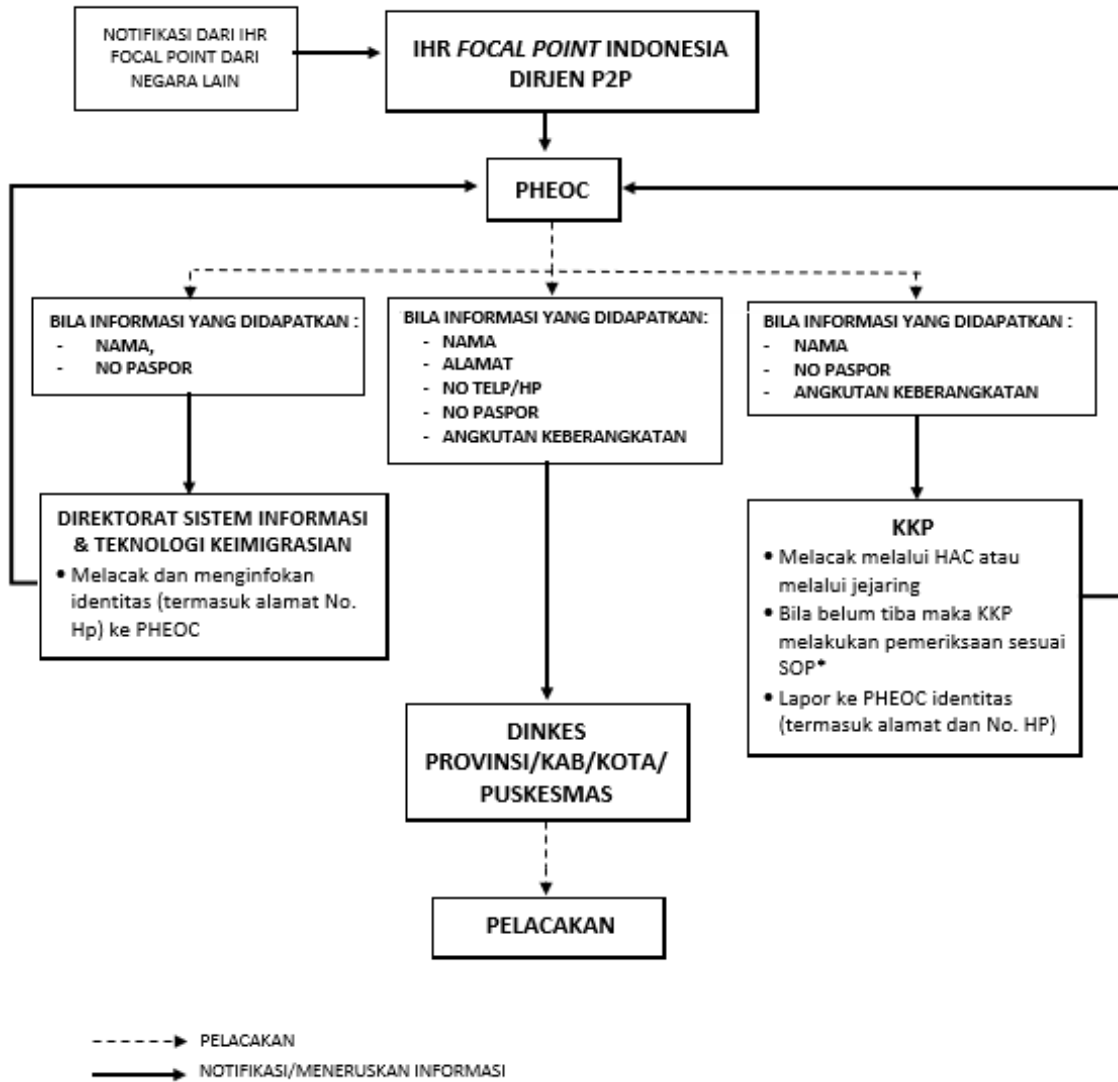 NOTIFIKASI DARI IHR
FOCAL POINT DARI
NEGARA LAIN
IHR FOCAL POINT INDONESIA
DIRJEN P2P
PHEOC
BILA INFORMASI YANG DIDAPATKAN :
- NAMA,
- NO PASPOR
BILA INFORMASI YANG DIDAPATKAN:
- NAMA
- ALAMAT
- NO TELP/HP
- NO PASPOR
- ANGKUTAN KEBERANGKATAN
BILA INFORMASI YANG DIDAPATKAN :
- NAMA
- NO PASPOR
- ANGKUTAN KEBERANGKATAN
DIREKTORAT SISTEM INFORMASI
& TEKNOLOGI KEIMIGRASIAN
• Melacak dan menginfokan
identitas (termasuk alamat No.
Hp) ke PHEOC
KKP
• Melacak melalui HAC atau
melalui jejaring
• Bila belum tiba maka KKP
melakukan pemeriksaan sesuai
SOP*
• Lapor ke PHEOC identitas
(termasuk alamat dan No. HP)
DINKES
PROVINSI/KAB/KOTA/
PUSKESMAS
PELACAKAN
PELACAKAN
NOTIFIKASI/MENERUSKAN INFORMASI